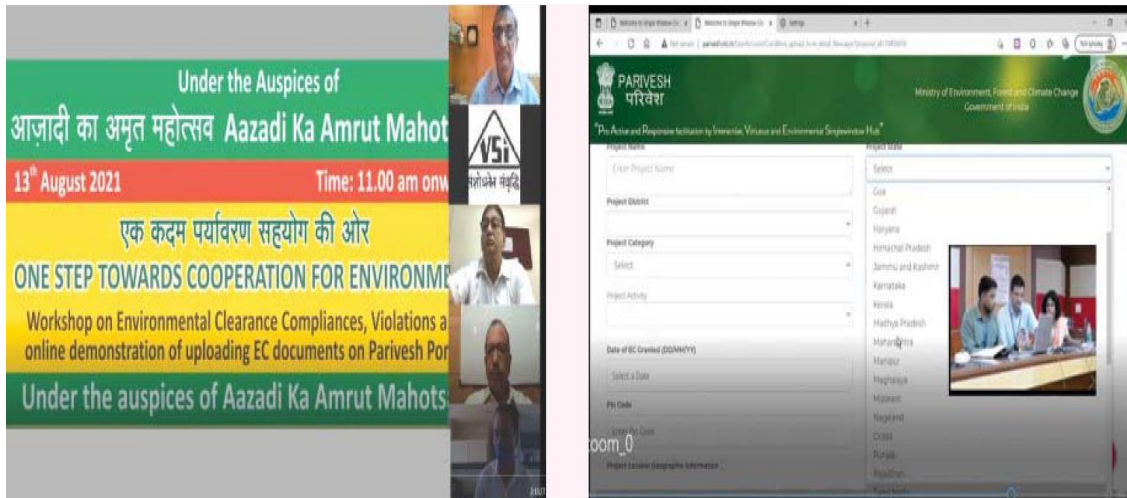 Under the Auspices of
आज़ादी का अमृत महोत्सव Aazadi Ka Amrut Mahot
13th August 2021 Time: 11.00 am onw
एक कदम पर्यावरण सहयोग की ओर
ONE STEP TOWARDS COOPERATION FOR ENVIRONME
Workshop on Environmental Clearance Compliances, Violations a
online demonstration of uploading EC documents on Parivesh Por
Under the auspices of Aazadi Ka Amrut Mahots
VSi
PARIVESH
परिवेश
Ministry of Environment, Forest and Climate Change
Government of India
"Pro Active and Responsive facilitation by Interactive, Virtuous and Environmental Singlewindow Hub"
Project Name
Enter Project Name
Project District
Project Category
Select
Project Activity
Date of EC Granted (DD/MM/YY)
Select a Date
Pin Code
Enter Pin Code
Project Location Geographic Information
Project State
Select
Goa
Gujarat
Haryana
Himachal Pradesh
Jammu and Kashmir
Karnataka
Kerala
Madhya Pradesh
Maharashtra
Manipur
Meghalaya
Mizoram
Nagaland
Orissa
Punjab
Rajasthan
zoom_0